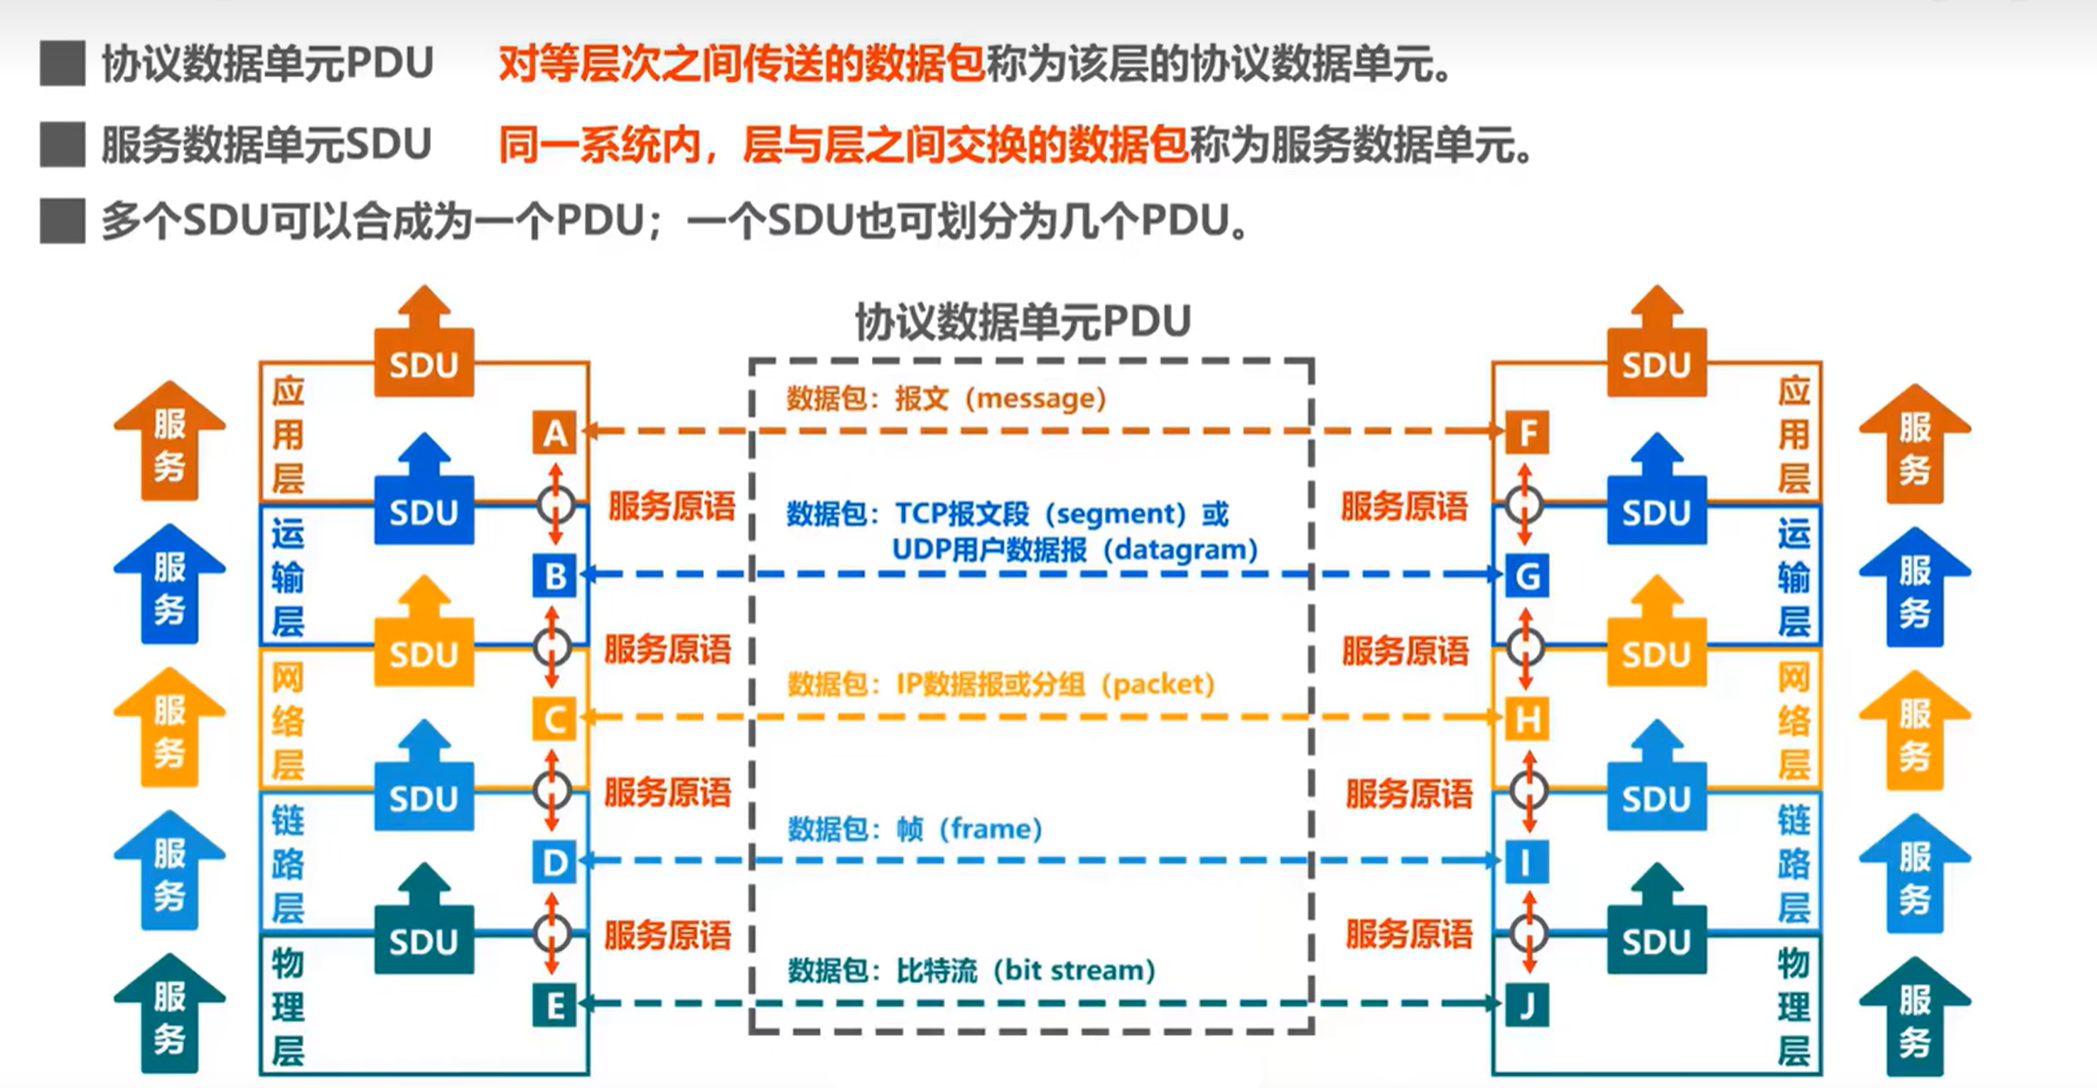 协议数据单元PDU 对等层次之间传送的数据包称为该层的协议数据单元。
服务数据单元SDU 同一系统内，层与层之间交换的数据包称为服务数据单元。
多个SDU可以合成为一个PDU；一个SDU也可划分为几个PDU。
协议数据单元PDU
服务
服务
服务
服务
服务
应用层
运输层
网络层
链路层
物理层
SDU
SDU
SDU
SDU
SDU
A
B
C
D
E
服务原语
服务原语
服务原语
服务原语
数据包：报文（message）
数据包：TCP报文段（segment）或
UDP用户数据报（datagram）
数据包：IP数据报或分组（packet）
数据包：帧（frame）
数据包：比特流（bit stream）
服务原语
服务原语
服务原语
服务原语
F
G
H
I
J
SDU
SDU
SDU
SDU
SDU
应用层
运输层
网络层
链路层
物理层
服务
服务
服务
服务
服务